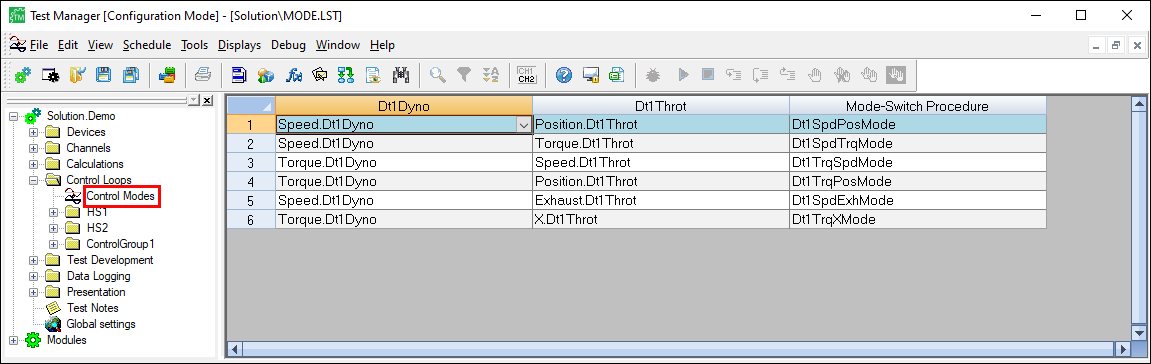 Test Manager [Configuration Mode] - [Solution\MODE.LST]
File Edit View Schedule Tools Displays Debug Window Help
CH1
CH2
Solution.Demo
Devices
Channels
Calculations
Control Loops
Control Modes
HS1
HS2
ControlGroup1
Test Development
Data Logging
Presentation
Test Notes
Global settings
Modules
Dt1Dyno Dt1Throt Mode-Switch Procedure
1 Speed.Dt1Dyno Position.Dt1Throt Dt1SpdPosMode
2 Speed.Dt1Dyno Torque.Dt1Throt Dt1SpdTrqMode
3 Torque.Dt1Dyno Speed.Dt1Throt Dt1TrqSpdMode
4 Torque.Dt1Dyno Position.Dt1Throt Dt1TrqPosMode
5 Speed.Dt1Dyno Exhaust.Dt1Throt Dt1SpdExhMode
6 Torque.Dt1Dyno X.Dt1Throt Dt1TrqXMode